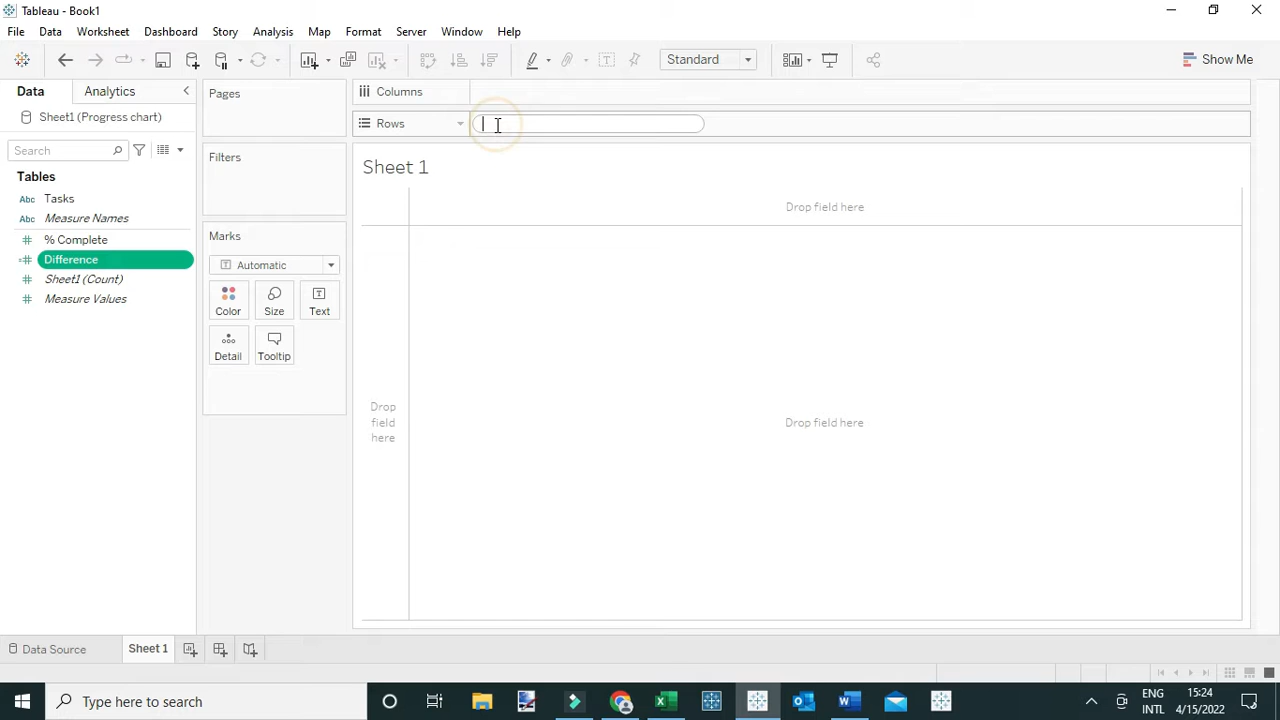 Tableau - Book1
File Data Worksheet Dashboard Story Analysis Map Format Server Window Help
Standard
Show Me
Data Analytics
Sheet1 (Progress chart)
Search
Tables
Abc Tasks
Abc Measure Names
% Complete
Difference
Sheet1 (Count)
Measure Values
Pages
Filters
Marks
Automatic
Color Size Text
Detail Tooltip
Columns
Rows
Sheet 1
Drop field here
Drop
field
here
Drop field here
Data Source Sheet 1
Type here to search
ENG
INTL
15:24
4/15/2022